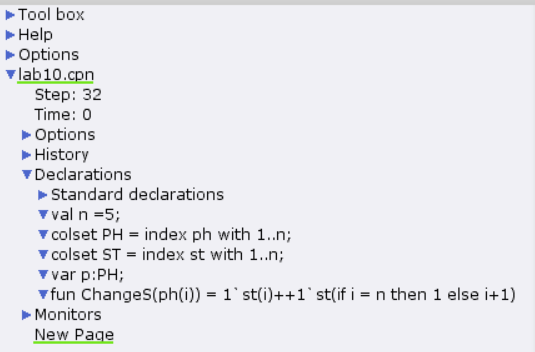 Tool box
Help
Options
lab10.cpn
Step: 32
Time: 0
Options
History
Declarations
Standard declarations
val n =5;
colset PH = index ph with 1..n;
colset ST = index st with 1..n;
var p:PH;
fun ChangeS(ph(i)) = 1`st(i)++1`st(if i = n then 1 else i+1)
Monitors
New Page